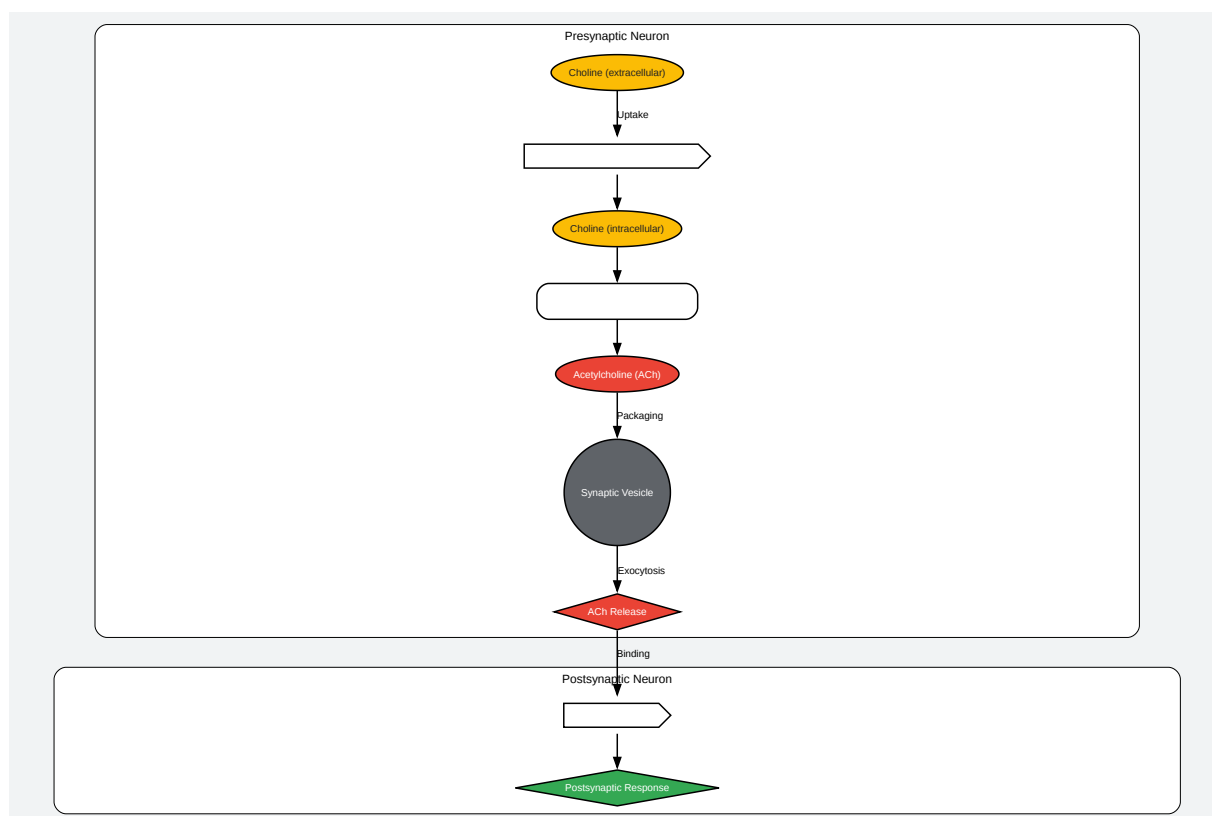 Presynaptic Neuron
Choline (extracellular)
Uptake
Choline (intracellular)
Acetylcholine (ACh)
Packaging
Synaptic Vesicle
Exocytosis
ACh Release
Binding
Postsynaptic Neuron
Postsynaptic Response